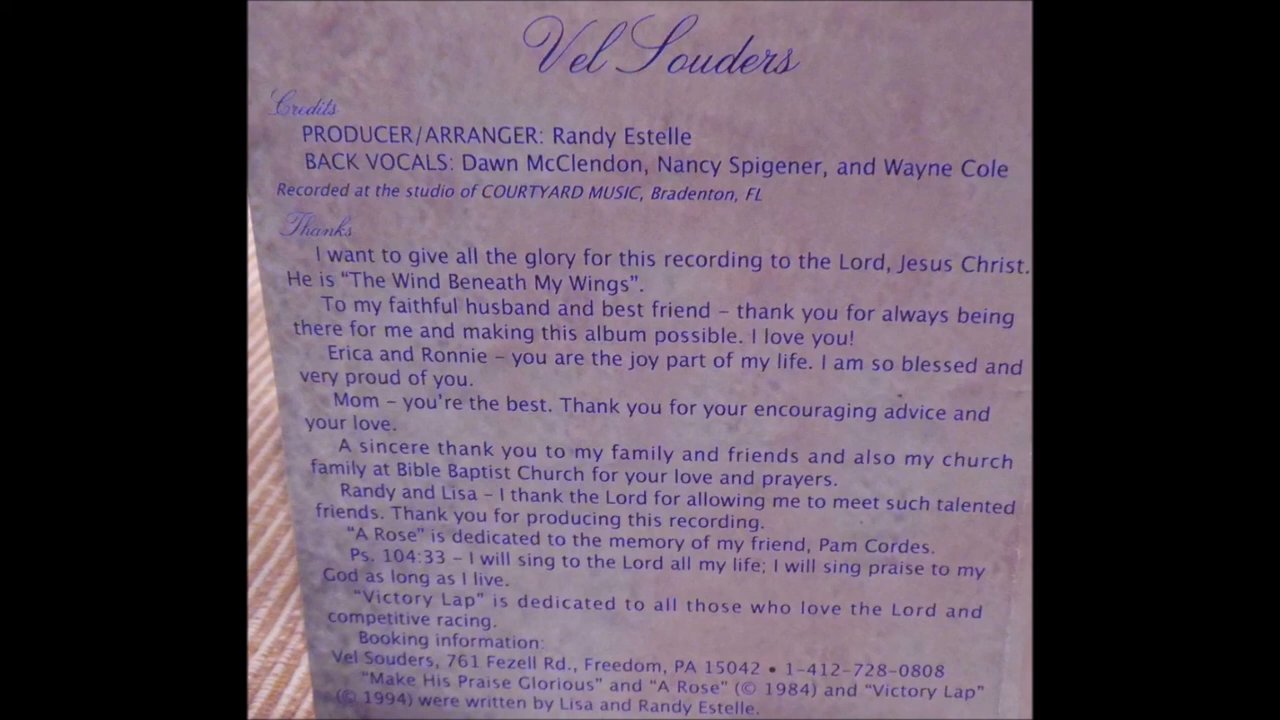 Vel Souders
Credits
PRODUCER/ARRANGER: Randy Estelle
BACK VOCALS: Dawn McClendon, Nancy Spigener, and Wayne Cole
Recorded at the studio of COURTYARD MUSIC, Bradenton, FL
Thanks
I want to give all the glory for this recording to the Lord, Jesus Christ.
He is “The Wind Beneath My Wings”.
To my faithful husband and best friend – thank you for always being
there for me and making this album possible. I love you!
Erica and Ronnie – you are the joy part of my life. I am so blessed and
very proud of you.
Mom – you're the best. Thank you for your encouraging advice and
your love.
A sincere thank you to my family and friends and also my church
family at Bible Baptist Church for your love and prayers.
Randy and Lisa – I thank the Lord for allowing me to meet such talented
friends. Thank you for producing this recording.
“A Rose” is dedicated to the memory of my friend, Pam Cordes.
Ps. 104:33 – I will sing to the Lord all my life; I will sing praise to my
God as long as I live.
“Victory Lap” is dedicated to all those who love the Lord and
competitive racing.
Booking information:
Vel Souders, 761 Fezell Rd., Freedom, PA 15042 • 1-412-728-0808
“Make His Praise Glorious” and “A Rose” (© 1984) and “Victory Lap”
(© 1994) were written by Lisa and Randy Estelle.